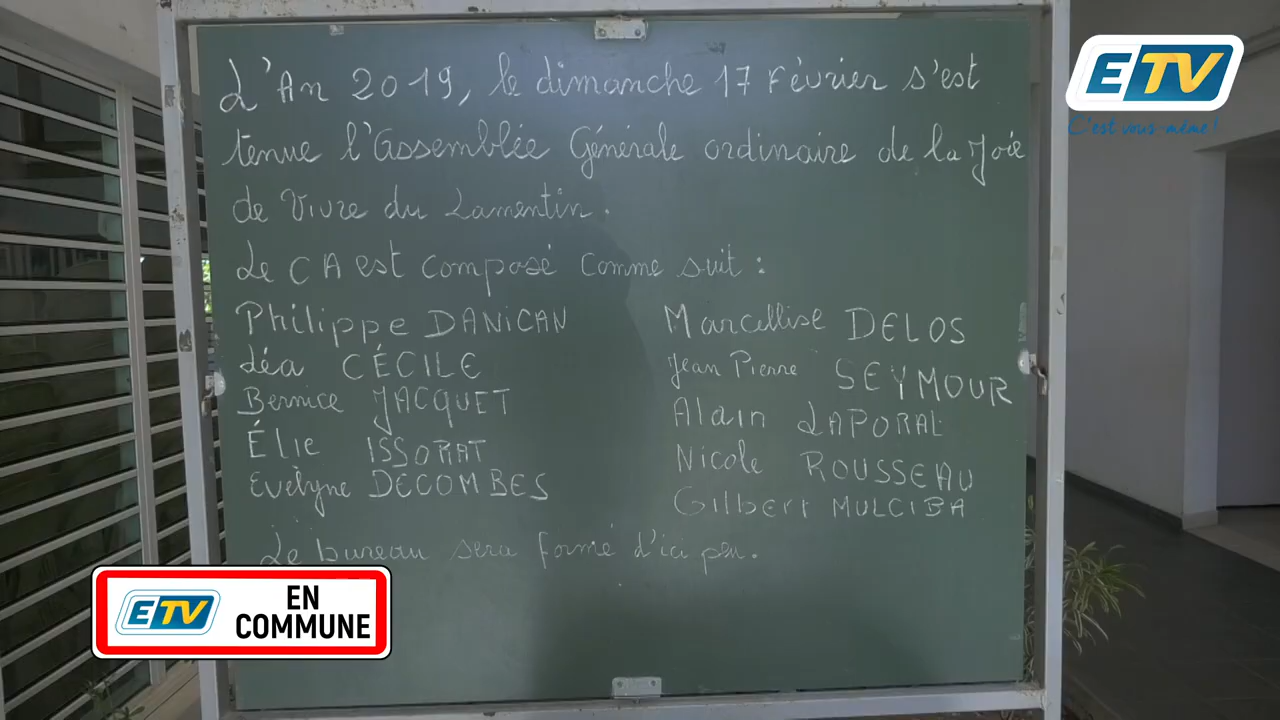 L'An 2019, le dimanche 17 Février s'est
tenue l'Assemblée Générale ordinaire de la Joie
de Vivre du Lamentin.
Le CA est composé comme suit :
Philippe DANICAN
Léa CÉCILE
Bernice JACQUET
Élie ISSORAT
Evelyne DECOMBES
Marcellise DELOS
Jean Pierre SEYMOUR
Alain LAPORAL
Nicole ROUSSEAU
Gilbert MULCIBA
Le bureau sera formé d'ici peu.
ETV
C'est vous-même !
ETV
EN
COMMUNE